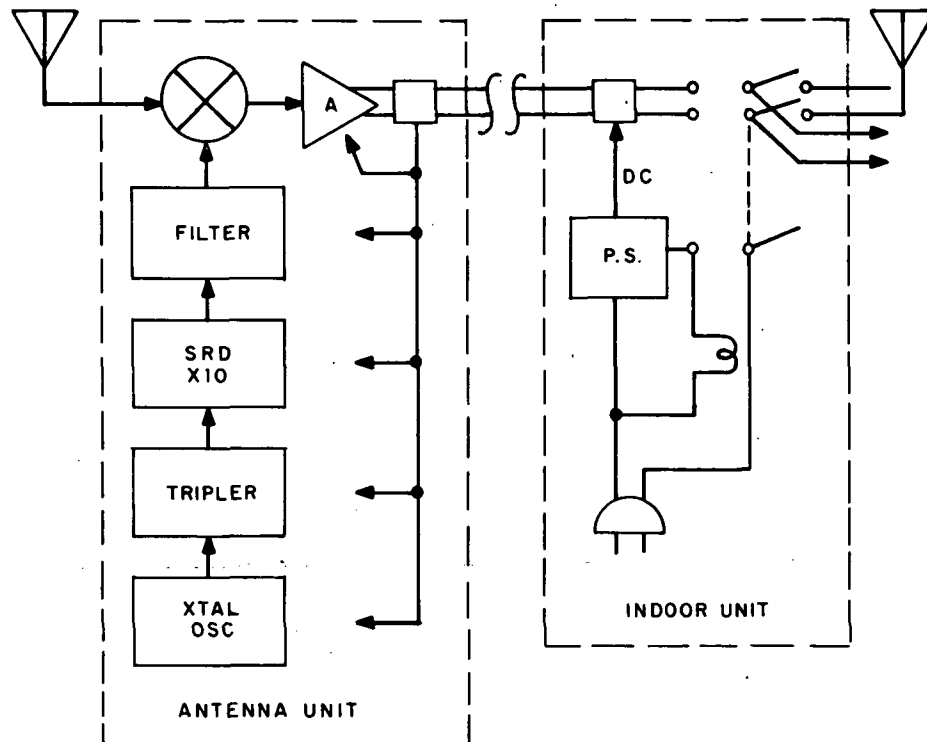 A
FILTER
DC
P.S.
SRD
X10
TRIPLER
XTAL
OSC
INDOOR UNIT
ANTENNA UNIT